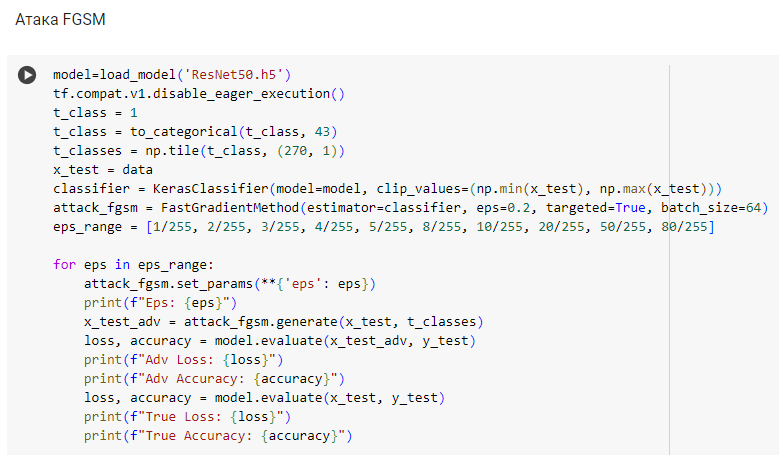 Атака FGSM
model=load_model('ResNet50.h5')
tf.compat.v1.disable_eager_execution()
t_class = 1
t_class = to_categorical(t_class, 43)
t_classes = np.tile(t_class, (270, 1))
x_test = data
classifier = KerasClassifier(model=model, clip_values=(np.min(x_test), np.max(x_test)))
attack_fgsm = FastGradientMethod(estimator=classifier, eps=0.2, targeted=True, batch_size=64)
eps_range = [1/255, 2/255, 3/255, 4/255, 5/255, 8/255, 10/255, 20/255, 50/255, 80/255]

for eps in eps_range:
    attack_fgsm.set_params(**{'eps': eps})
    print(f"Eps: {eps}")
    x_test_adv = attack_fgsm.generate(x_test, t_classes)
    loss, accuracy = model.evaluate(x_test_adv, y_test)
    print(f"Adv Loss: {loss}")
    print(f"Adv Accuracy: {accuracy}")
    loss, accuracy = model.evaluate(x_test, y_test)
    print(f"True Loss: {loss}")
    print(f"True Accuracy: {accuracy}")